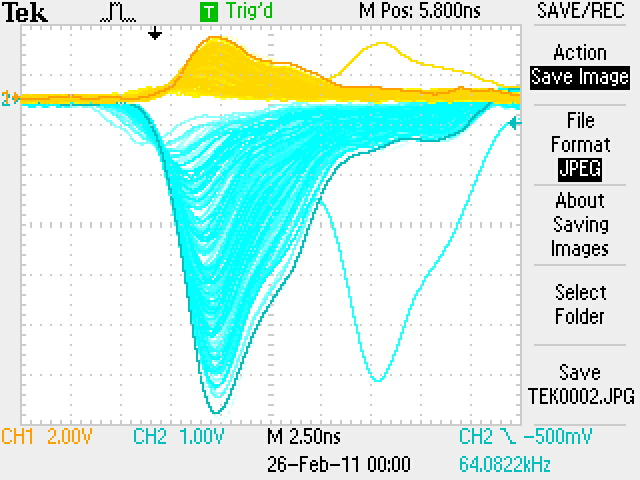 Tek T Trig'd M Pos: 5.800ns SAVE/REC
Action
Save Image
2
File
Format
JPEG
About
Saving
Images
Select
Folder
Save
TEK0002.JPG
CH1 2.00V CH2 1.00V M 2.50ns CH2 -500mV
26-Feb-11 00:00 64.0822kHz